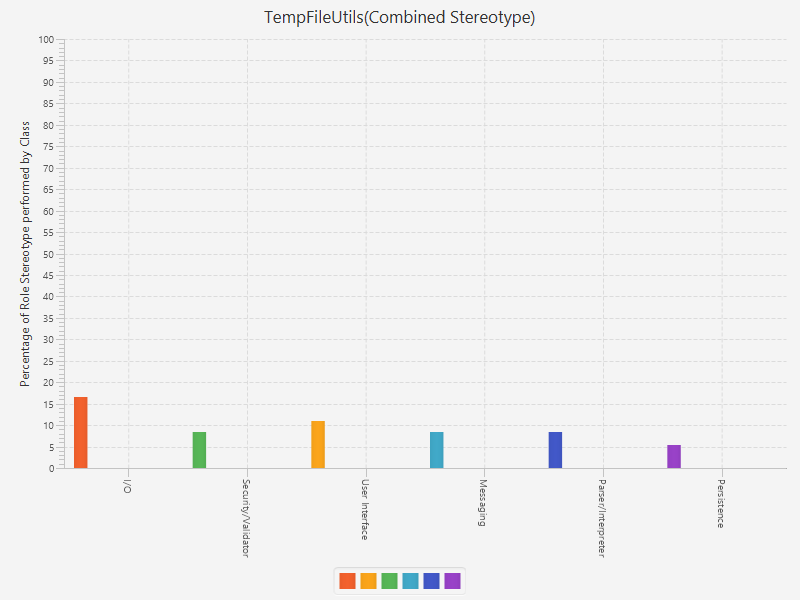 TempFileUtils(Combined Stereotype)
Percentage of Role Stereotype performed by Class
100
95
90
85
80
75
70
65
60
55
50
45
40
35
30
25
20
15
10
5
0
I/O
Security/Validator
User Interface
Messaging
Parser/Interpreter
Persistence